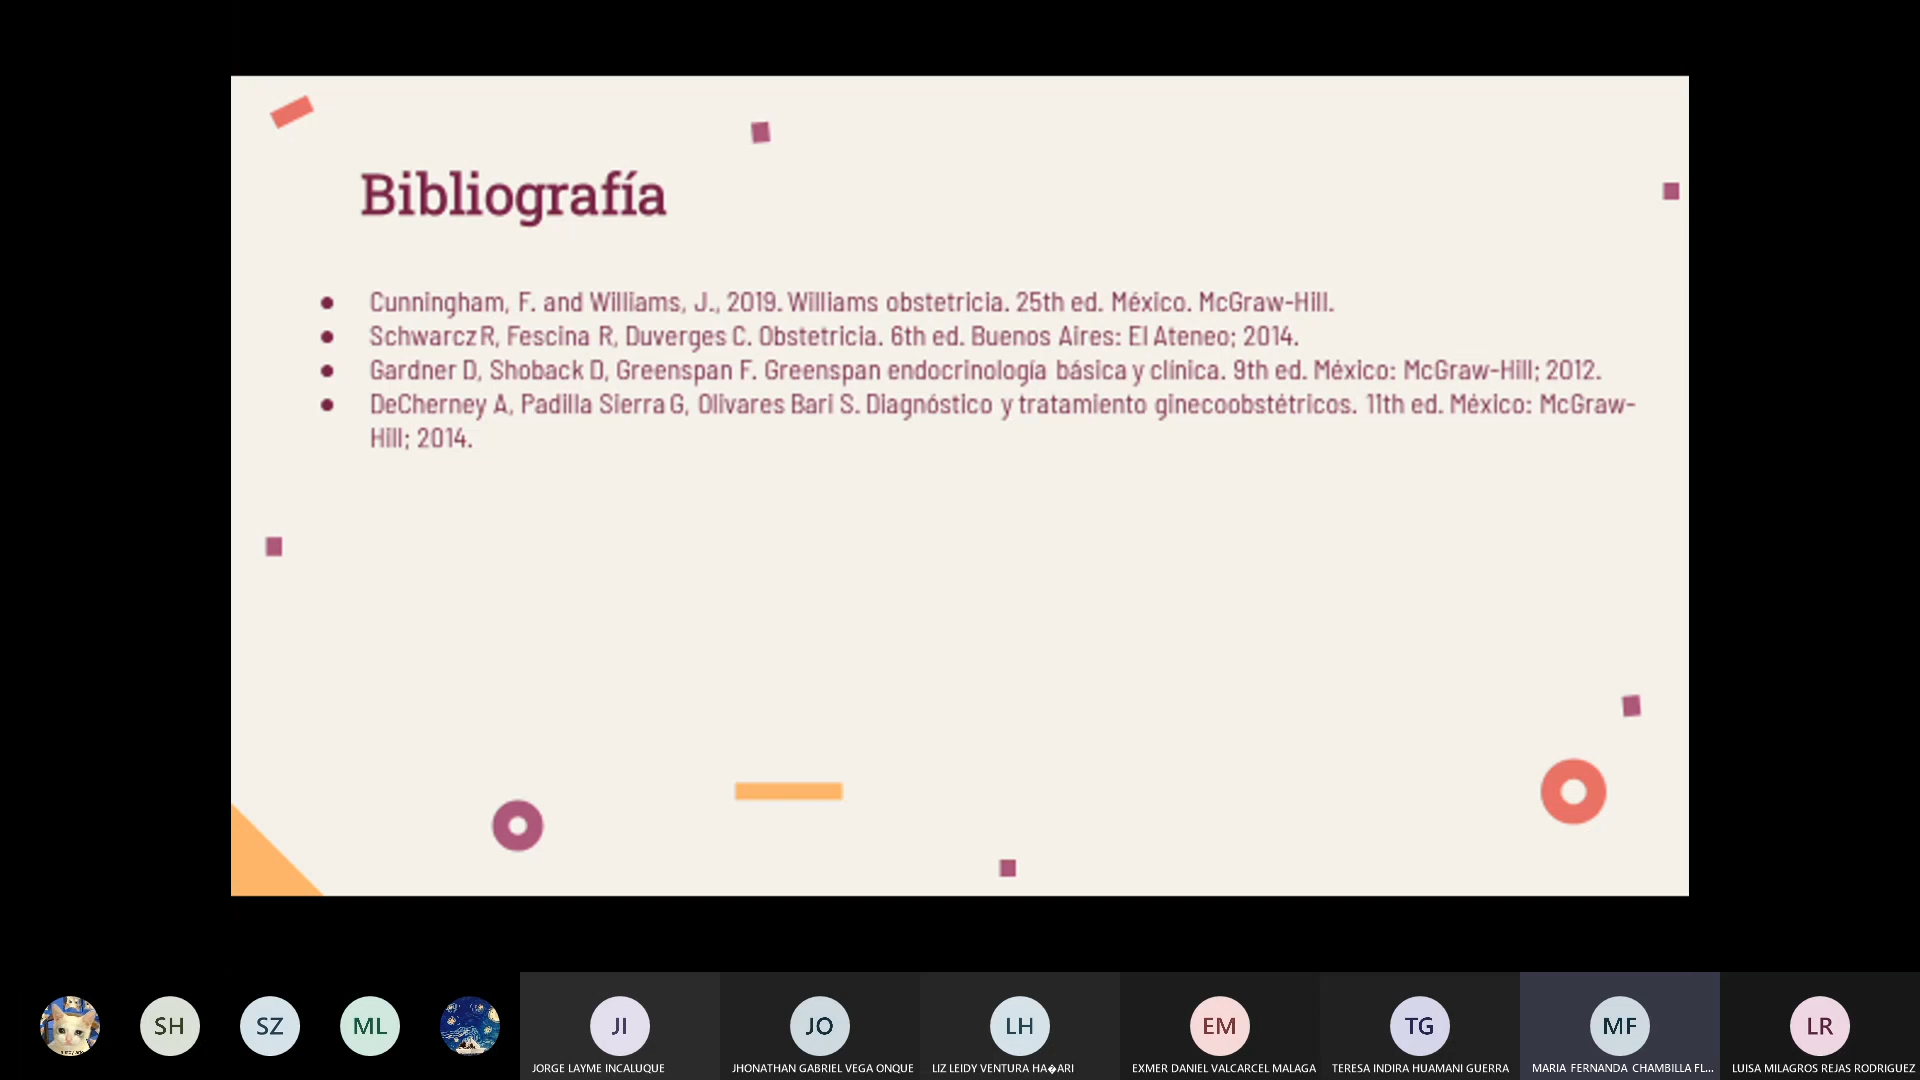 Bibliografía
● Cunningham, F. and Williams, J., 2019. Williams obstetricia. 25th ed. México. McGraw-Hill.
● Schwarcz R, Fescina R, Duverges C. Obstetricia. 6th ed. Buenos Aires: El Ateneo; 2014.
● Gardner D, Shoback D, Greenspan F. Greenspan endocrinología básica y clínica. 9th ed. México: McGraw-Hill; 2012.
● DeCherney A, Padilla Sierra G, Olivares Bari S. Diagnóstico y tratamiento ginecoobstétricos. 11th ed. México: McGraw-
Hill; 2014.
SH SZ ML JI JO LH EM TG MF LR
JORGE LAYME INCALUQUE JHONATHAN GABRIEL VEGA ONQUE LIZ LEIDY VENTURA HA�ARI EXMER DANIEL VALCARCEL MALAGA TERESA INDIRA HUAMANI GUERRA MARIA FERNANDA CHAMBILLA FL... LUISA MILAGROS REJAS RODRIGUEZ